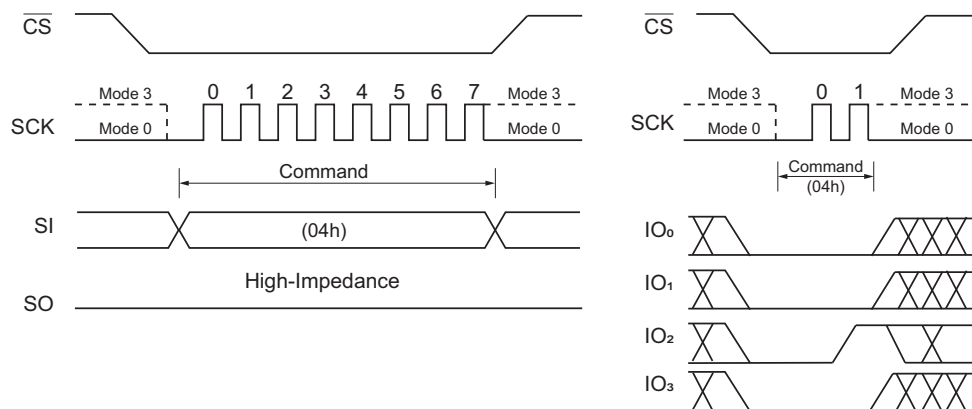 CS
SCK
Mode 3
Mode 0
0 1 2 3 4 5 6 7
Mode 3
Mode 0
Command
SI
(04h)
High-Impedance
SO
CS
SCK
Mode 3
Mode 0
0 1
Mode 3
Mode 0
Command
(04h)
IO₀
IO₁
IO₂
IO₃